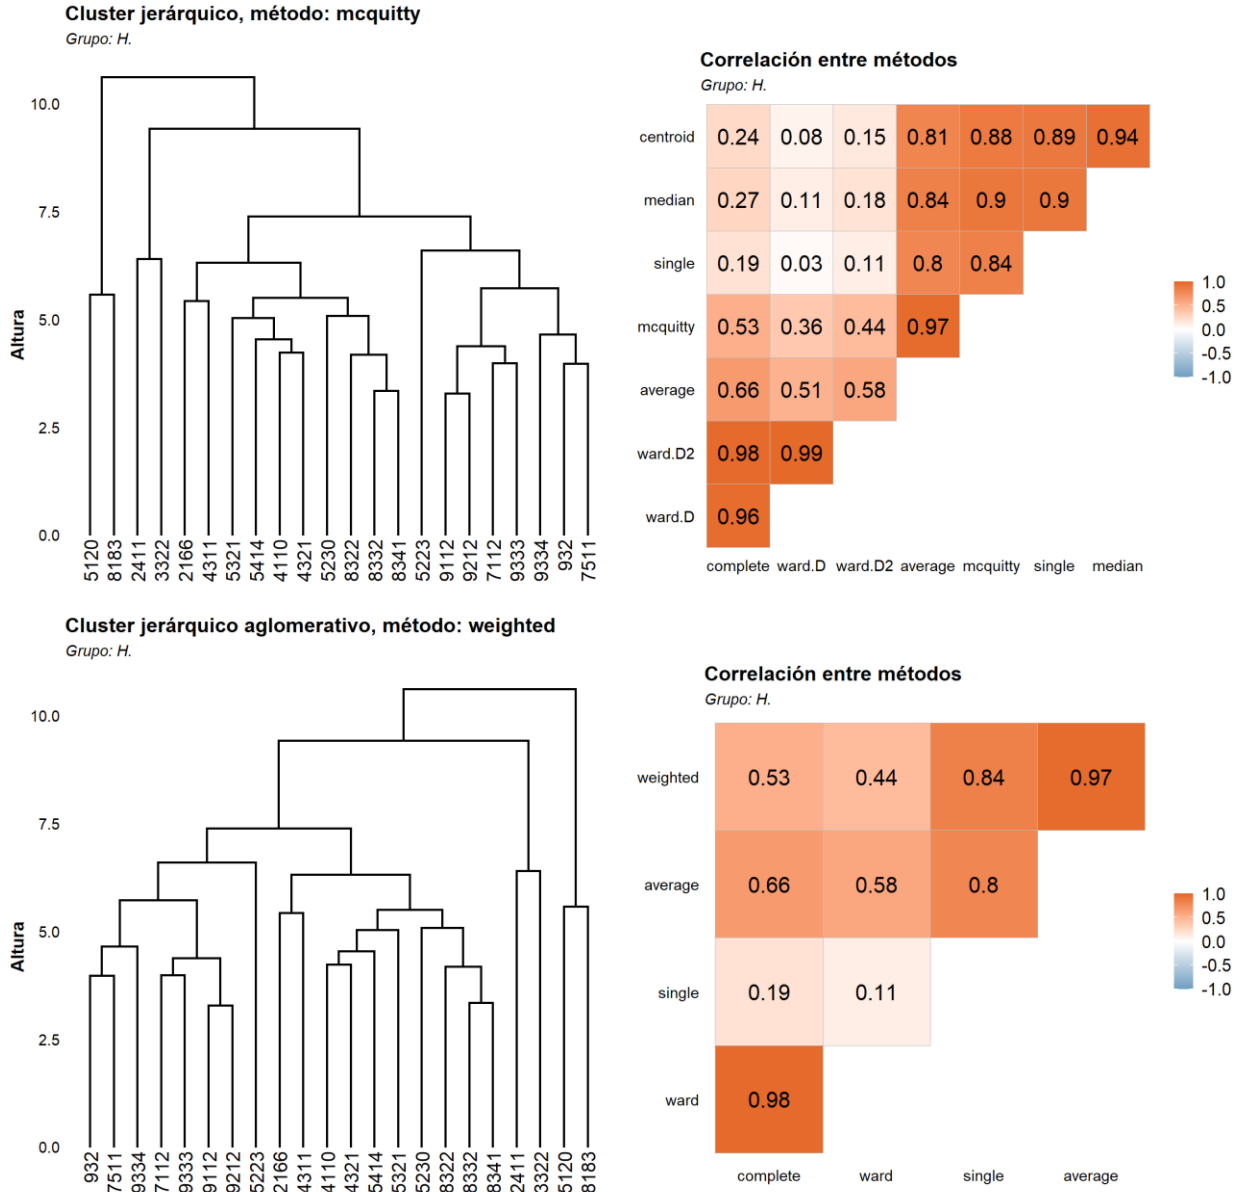 Cluster jerárquico, método: mcquitty
Grupo: H.
Altura
10.0
7.5
5.0
2.5
0.0
5120 8183 2411 3322 2166 4311 5321 5414 4110 4321 5230 8322 8332 8341 5223 9112 9212 7112 9333 9334 932 7511
Correlación entre métodos
Grupo: H.
centroid 0.24 0.08 0.15 0.81 0.88 0.89 0.94
median 0.27 0.11 0.18 0.84 0.9 0.9
single 0.19 0.03 0.11 0.8 0.84
mcquitty 0.53 0.36 0.44 0.97
average 0.66 0.51 0.58
ward.D2 0.98 0.99
ward.D 0.96
complete ward.D ward.D2 average mcquitty single median
1.0
0.5
0.0
-0.5
-1.0
Cluster jerárquico aglomerativo, método: weighted
Grupo: H.
Altura
10.0
7.5
5.0
2.5
0.0
932 7511 9334 7112 9333 9112 9212 5223 2166 4311 4110 4321 5414 5321 5230 8322 8332 8341 2411 3322 5120 8183
Correlación entre métodos
Grupo: H.
weighted 0.53 0.44 0.84 0.97
average 0.66 0.58 0.8
single 0.19 0.11
ward 0.98
complete ward single average
1.0
0.5
0.0
-0.5
-1.0